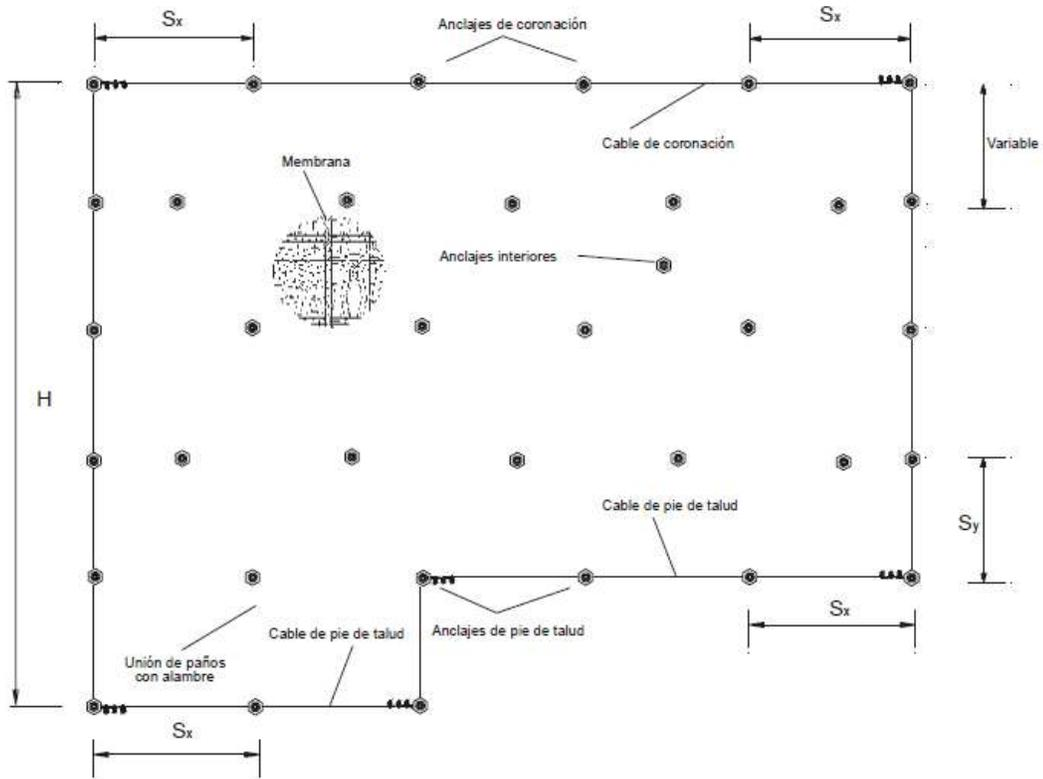 Sx
Anclajes de coronación
Sx
Cable de coronación
Variable
Membrana
Anclajes interiores
H
Cable de pie de talud
Sy
Sx
Cable de pie de talud
Anclajes de pie de talud
Unión de paños
con alambre
Sx